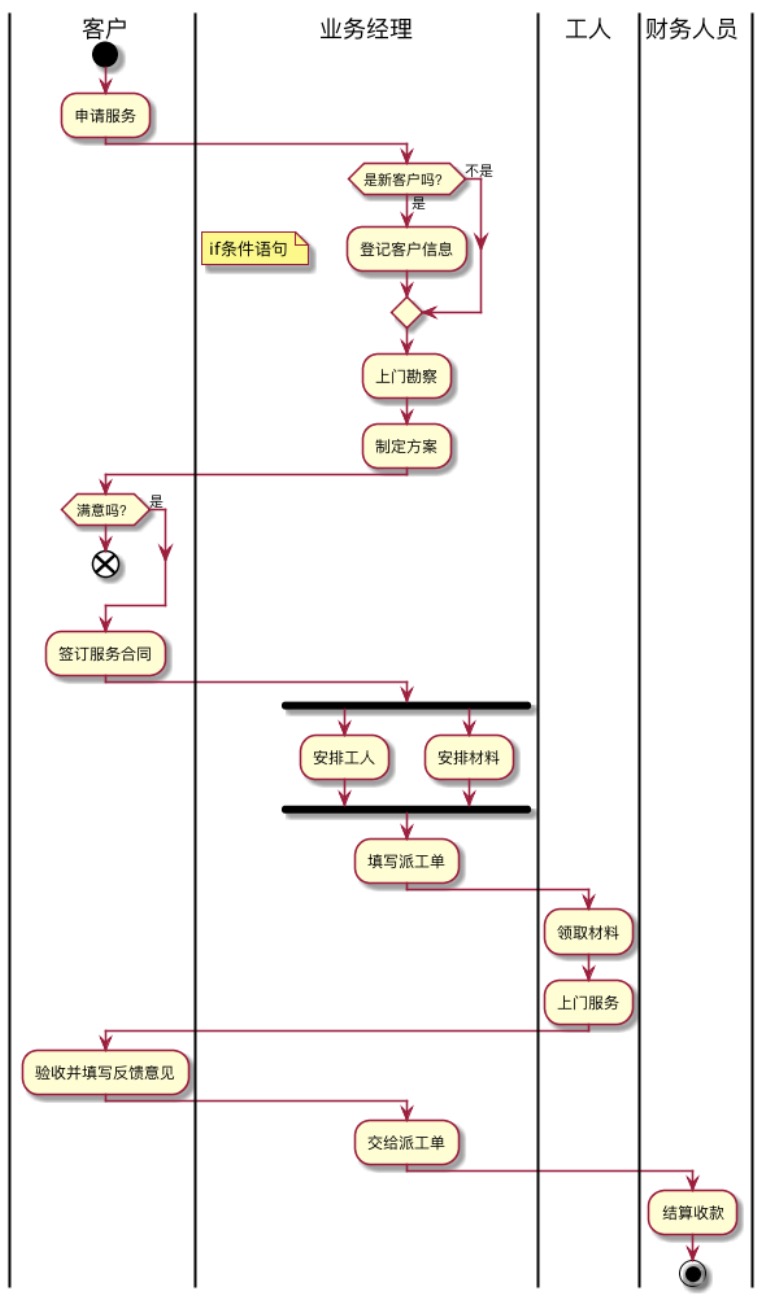 客户
业务经理
工人
财务人员
申请服务
是新客户吗?
不是
是
if条件语句
登记客户信息
上门勘察
制定方案
满意吗?
是
签订服务合同
安排工人
安排材料
填写派工单
领取材料
上门服务
验收并填写反馈意见
交给派工单
结算收款